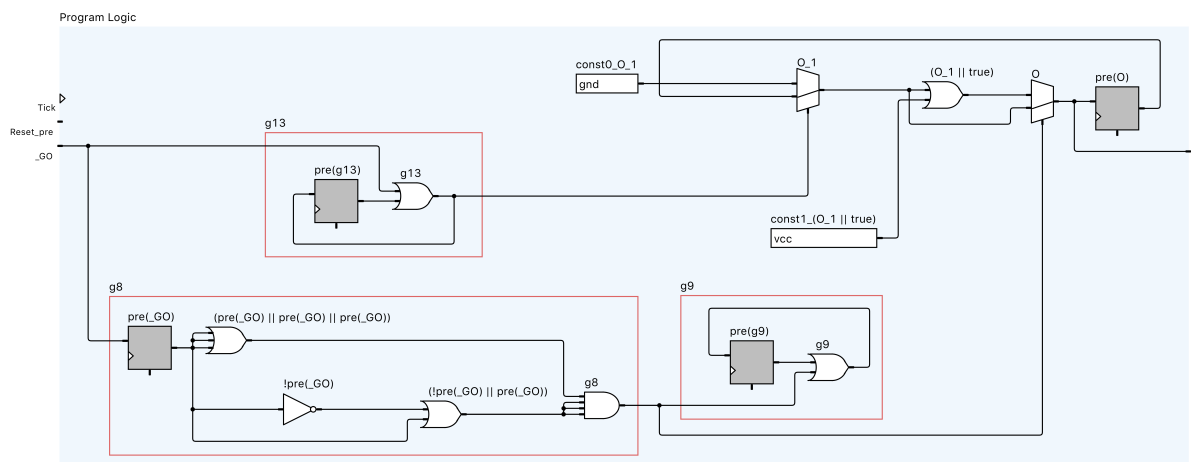 Program Logic
const0_O_1
gnd
O_1
(O_1 || true)
O
pre(O)
Tick
Reset_pre
_GO
g13
pre(g13)
g13
const1_(O_1 || true)
vcc
g8
pre(_GO)
(pre(_GO) || pre(_GO) || pre(_GO))
!pre(_GO)
(!pre(_GO) || pre(_GO))
g8
g9
pre(g9)
g9